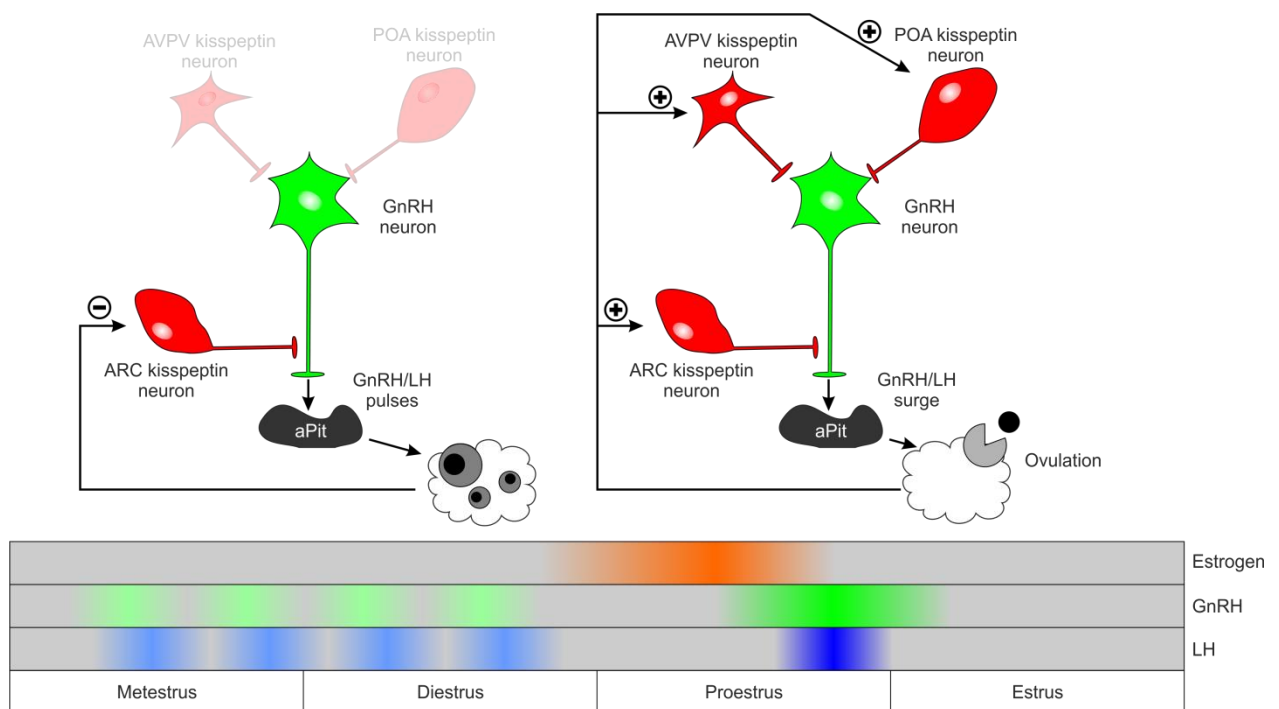 AVPV kisspeptin
neuron
POA kisspeptin
neuron
GnRH
neuron
−
ARC kisspeptin
neuron
GnRH/LH
pulses
aPit
+
AVPV kisspeptin
neuron
POA kisspeptin
neuron
+
GnRH
neuron
+
ARC kisspeptin
neuron
GnRH/LH
surge
aPit
Ovulation
Estrogen
GnRH
LH
Metestrus
Diestrus
Proestrus
Estrus